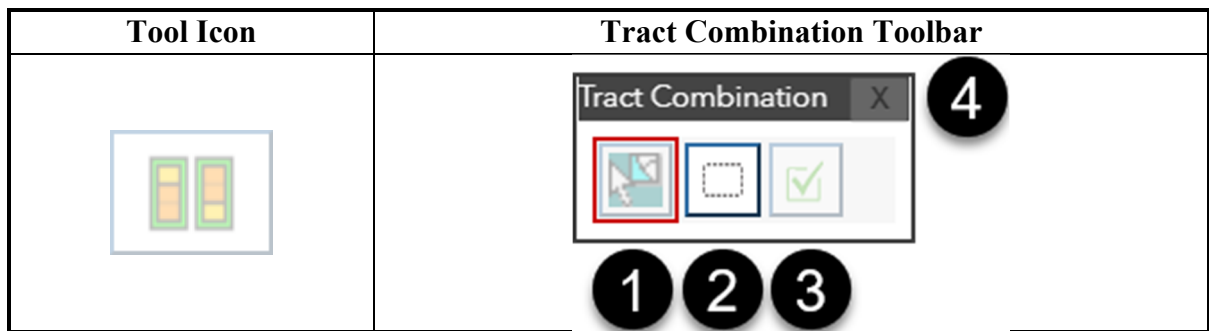 Tool Icon
Tract Combination Toolbar
Tract Combination X
4
1 2 3